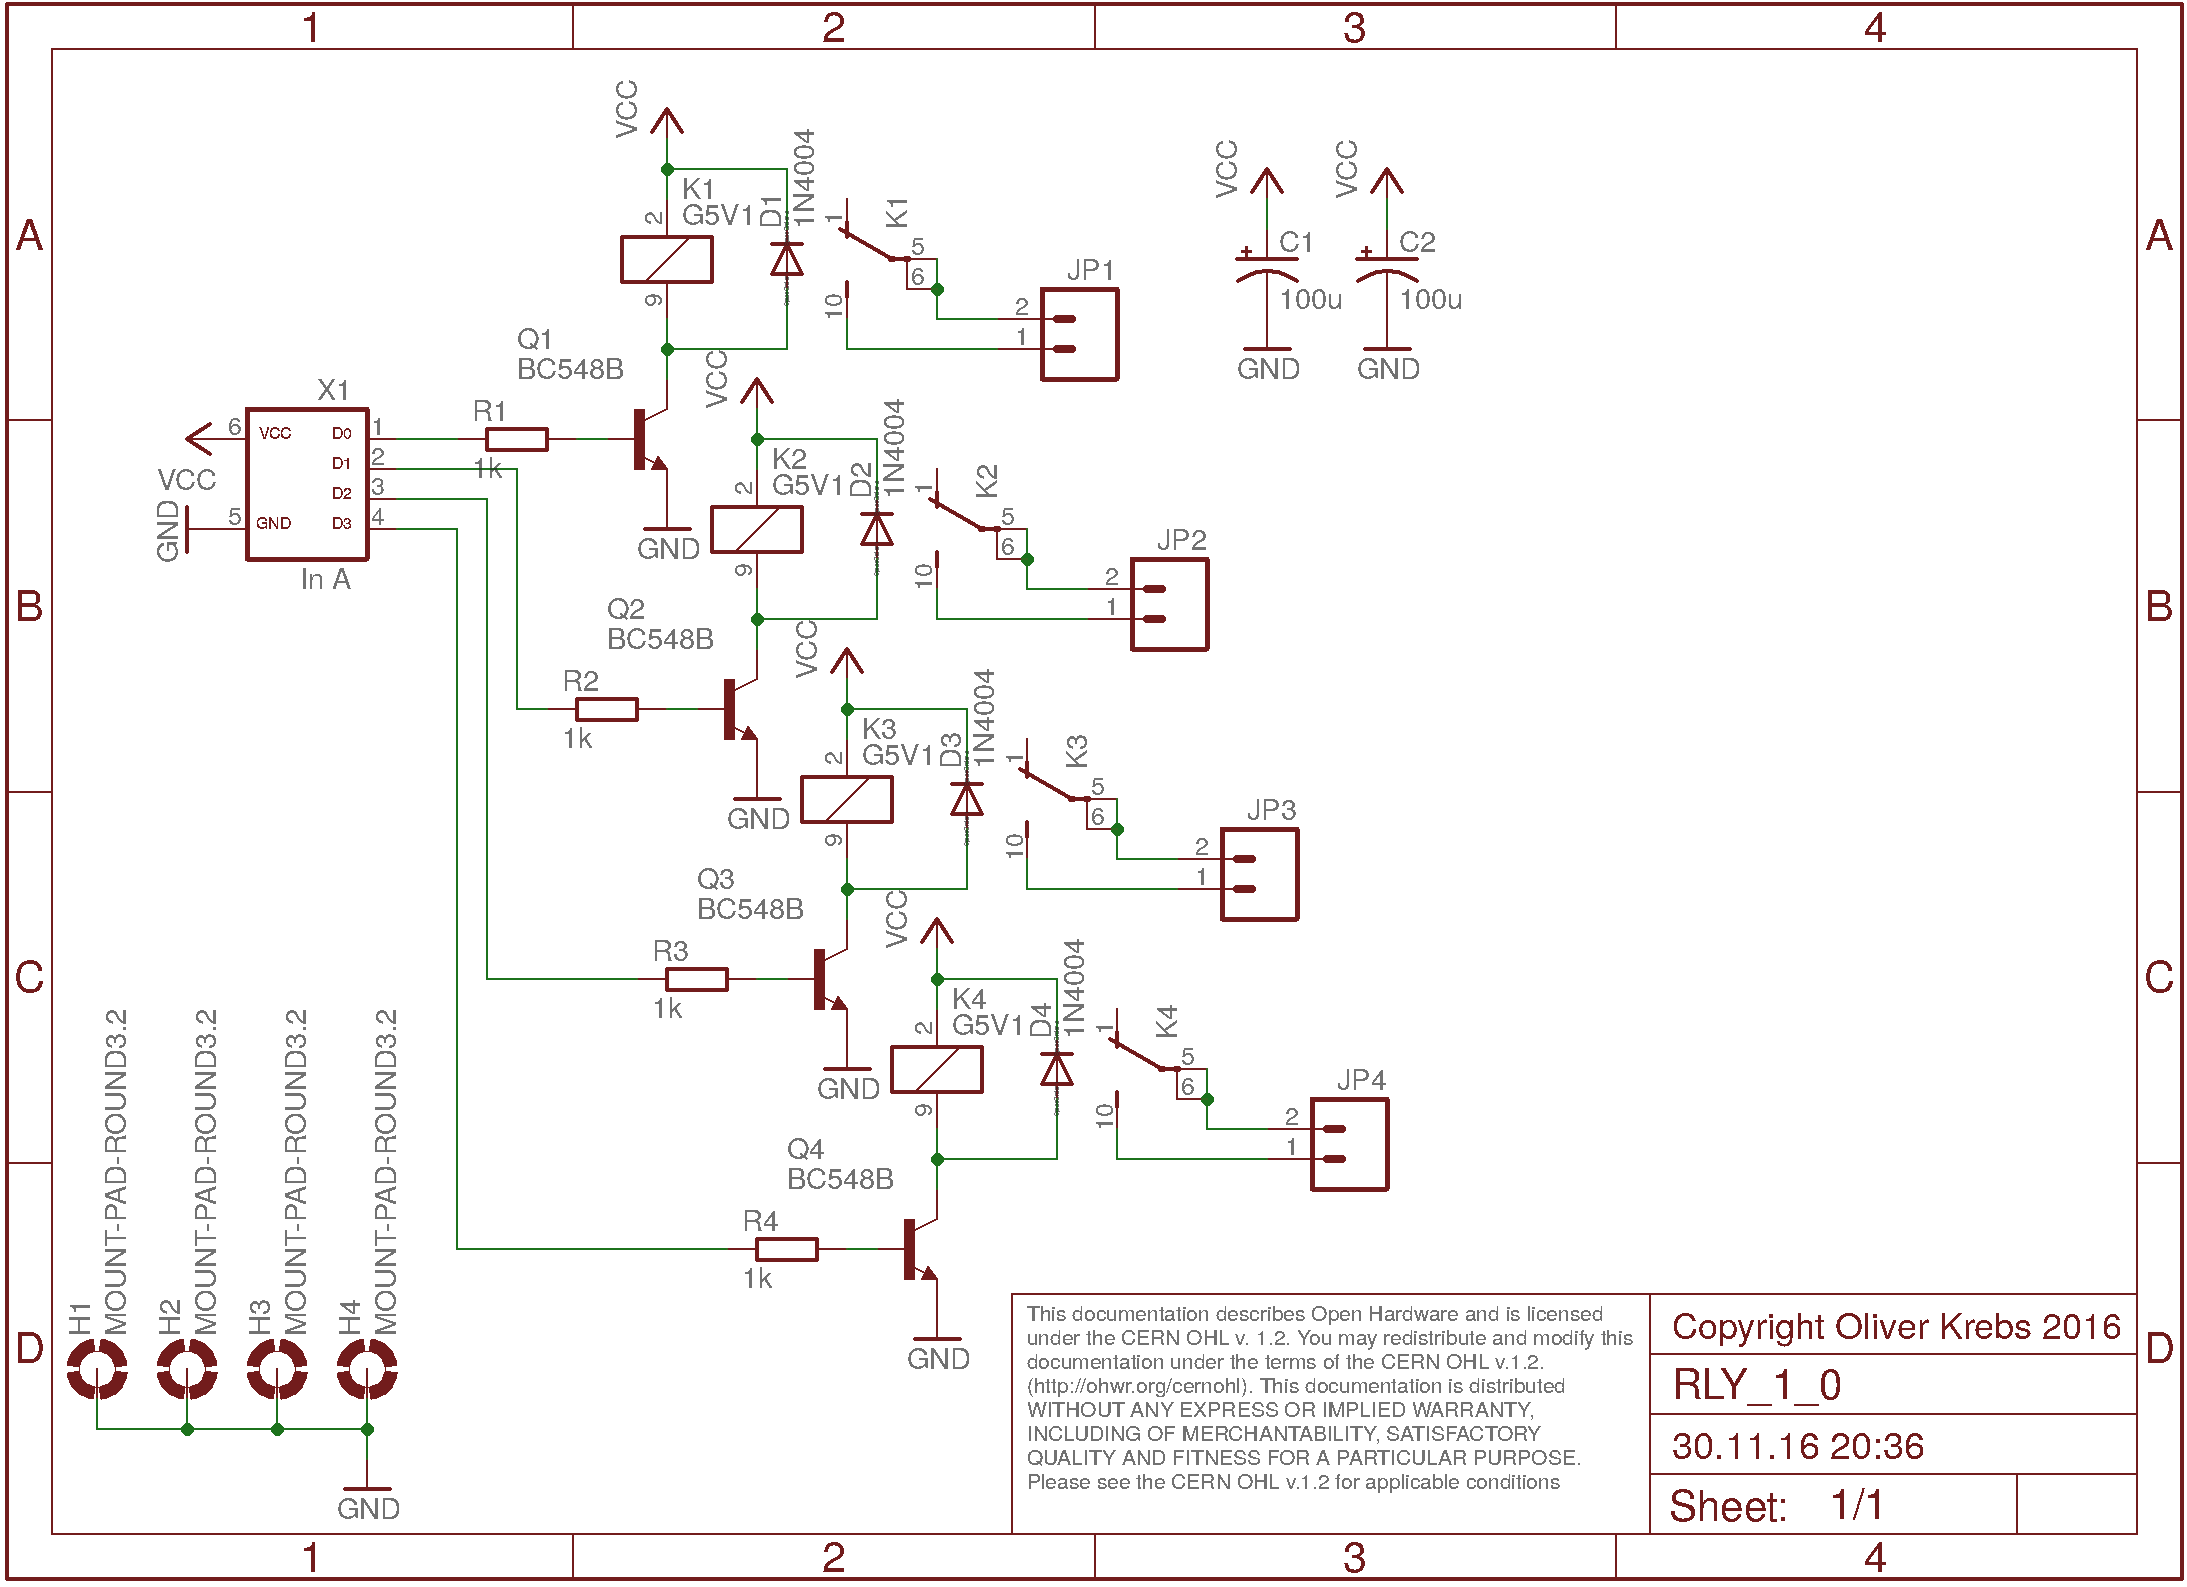 1 2 3 4
A A
B B
C C
D D
1 2 3 4
VCC
K1
G5V1
2
9
D1
1N4004
K1
1
5
6
10
JP1
2
1
VCC
C1
100u
GND
VCC
C2
100u
GND
Q1
BC548B
GND
X1
6 VCC D0 1
D1 2
D2 3
5 GND D3 4
VCC
GND
In A
R1
1k
VCC
K2
G5V1
2
9
D2
1N4004
K2
1
5
6
10
JP2
2
1
Q2
BC548B
R2
1k
GND
VCC
K3
G5V1
2
9
D3
1N4004
K3
1
5
6
10
JP3
2
1
Q3
BC548B
R3
1k
GND
VCC
K4
G5V1
2
9
D4
1N4004
K4
1
5
6
10
JP4
2
1
Q4
BC548B
R4
1k
GND
H1
MOUNT-PAD-ROUND3.2
H2
MOUNT-PAD-ROUND3.2
H3
MOUNT-PAD-ROUND3.2
H4
MOUNT-PAD-ROUND3.2
GND
This documentation describes Open Hardware and is licensed
under the CERN OHL v. 1.2. You may redistribute and modify this
documentation under the terms of the CERN OHL v.1.2.
(http://ohwr.org/cernohl). This documentation is distributed
WITHOUT ANY EXPRESS OR IMPLIED WARRANTY,
INCLUDING OF MERCHANTABILITY, SATISFACTORY
QUALITY AND FITNESS FOR A PARTICULAR PURPOSE.
Please see the CERN OHL v.1.2 for applicable conditions
Copyright Oliver Krebs 2016
RLY_1_0
30.11.16 20:36
Sheet: 1/1